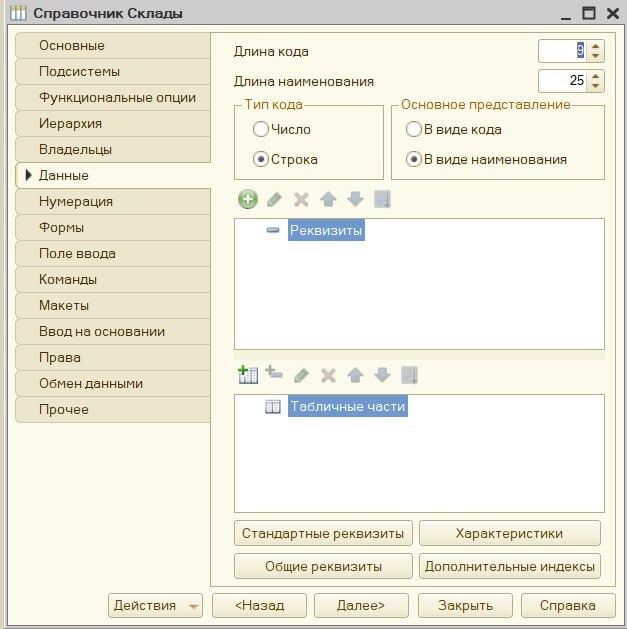 Справочник Склады
Основные
Подсистемы
Функциональные опции
Иерархия
Владельцы
Данные
Нумерация
Формы
Поле ввода
Команды
Макеты
Ввод на основании
Права
Обмен данными
Прочее
Длина кода 9
Длина наименования 25
Тип кода
Число
Строка
Основное представление
В виде кода
В виде наименования
Реквизиты
Табличные части
Стандартные реквизиты Характеристики
Общие реквизиты Дополнительные индексы
Действия <Назад Далее> Закрыть Справка